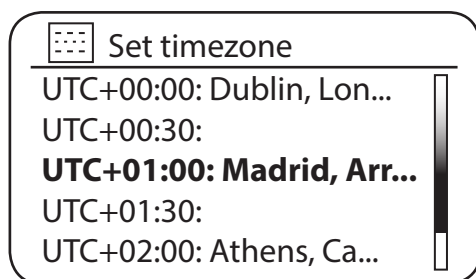 Set timezone
UTC+00:00: Dublin, Lon...
UTC+00:30:
UTC+01:00: Madrid, Arr...
UTC+01:30:
UTC+02:00: Athens, Ca...